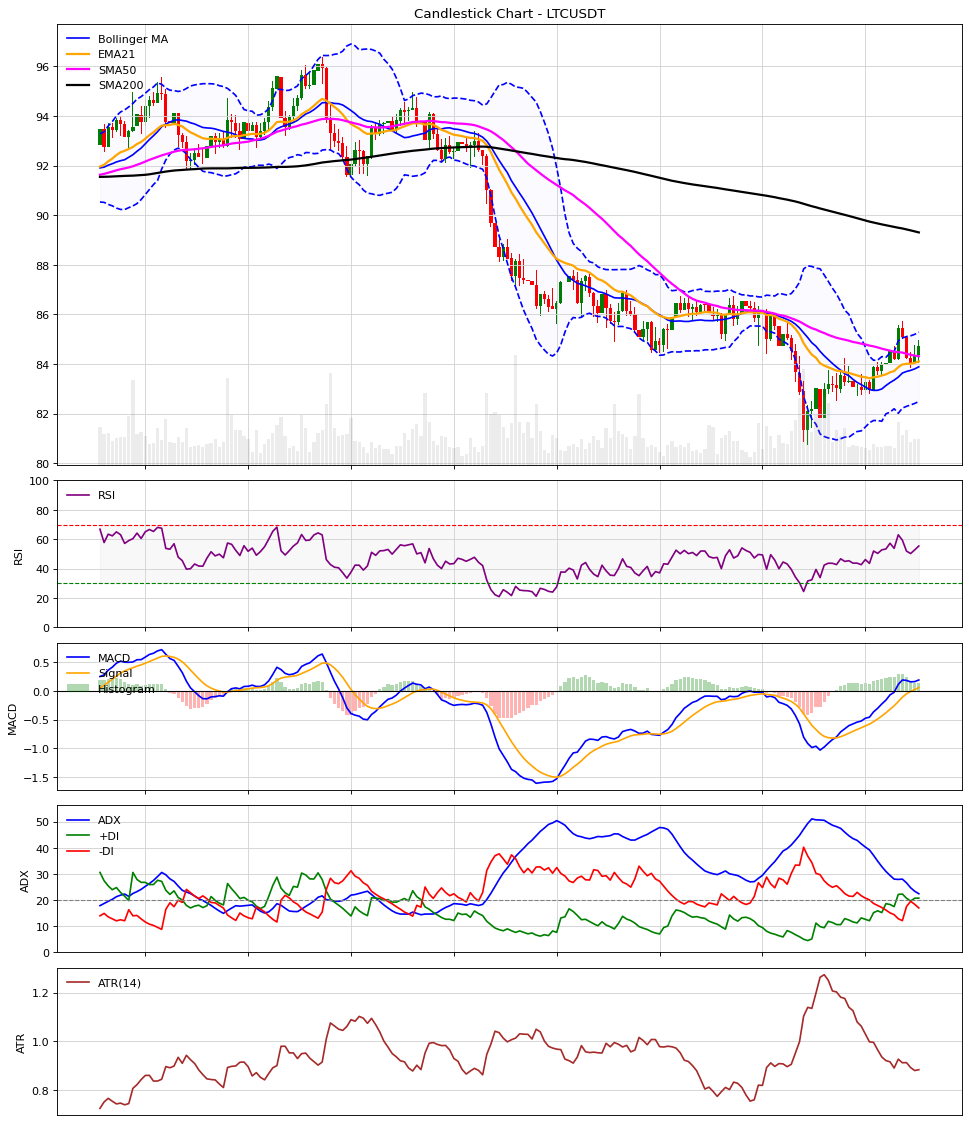 Candlestick Chart - LTCUSDT
Bollinger MA
EMA21
SMA50
SMA200
96
94
92
90
88
86
84
82
80
100
80
60
40
20
0
RSI
RSI
0.5
0.0
−0.5
−1.0
−1.5
MACD
MACD
Signal
Histogram
50
40
30
20
10
0
ADX
ADX
+DI
-DI
1.2
1.0
0.8
ATR
ATR(14)